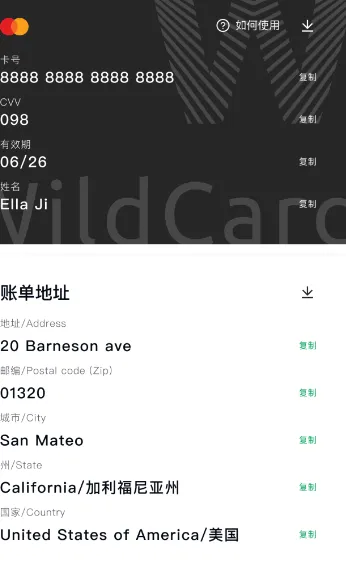 如何使用
卡号
8888 8888 8888 8888
复制
CVV
098
复制
有效期
06/26
复制
姓名
Ella Ji
复制
WildCard
账单地址
地址/Address
20 Barneson ave
复制
邮编/Postal code (Zip)
01320
复制
城市/City
San Mateo
复制
州/State
California/加利福尼亚州
复制
国家/Country
United States of America/美国
复制